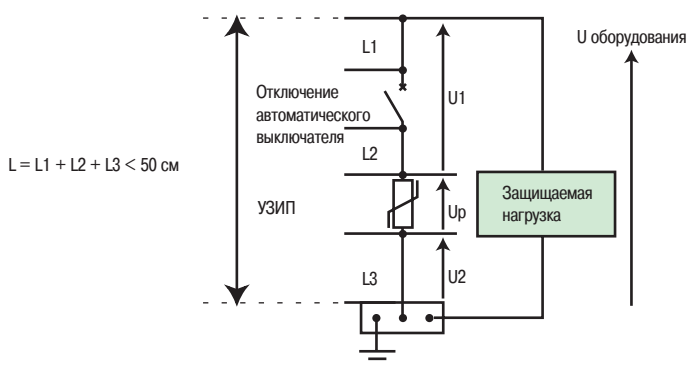 U оборудования
L1
Отключение
автоматического
выключателя
U1
L = L1 + L2 + L3 < 50 см
L2
УЗИП
Up
Защищаемая
нагрузка
L3
U2